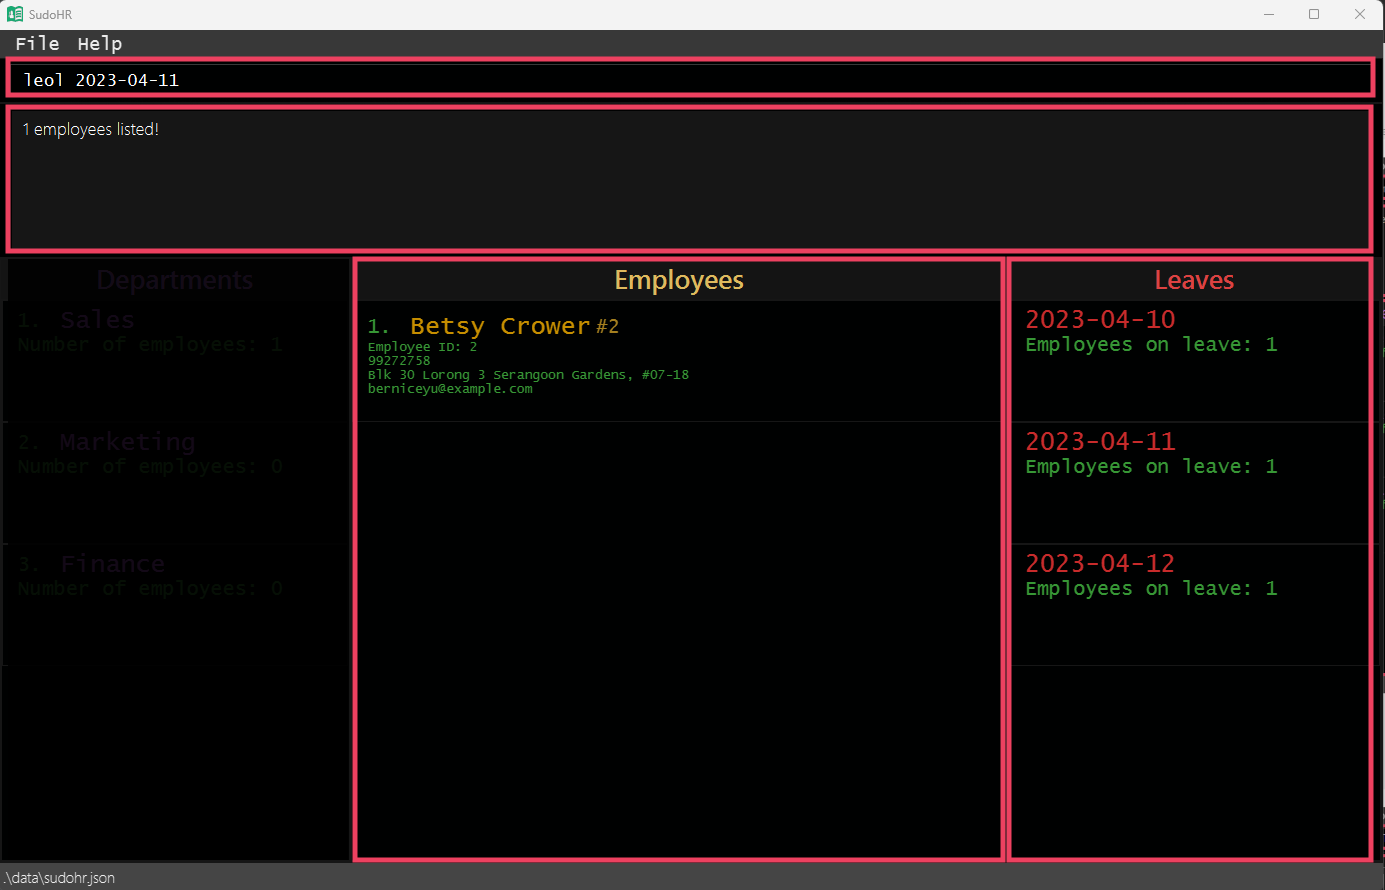 SudoHR
File Help
leol 2023-04-11
1 employees listed!
Departments
1. Sales
Number of employees: 1
2. Marketing
Number of employees: 0
3. Finance
Number of employees: 0
Employees
1. Betsy Crower #2
Employee ID: 2
99272758
Blk 30 Lorong 3 Serangoon Gardens, #07-18
berniceyu@example.com
Leaves
2023-04-10
Employees on leave: 1
2023-04-11
Employees on leave: 1
2023-04-12
Employees on leave: 1
.\data\sudohr.json